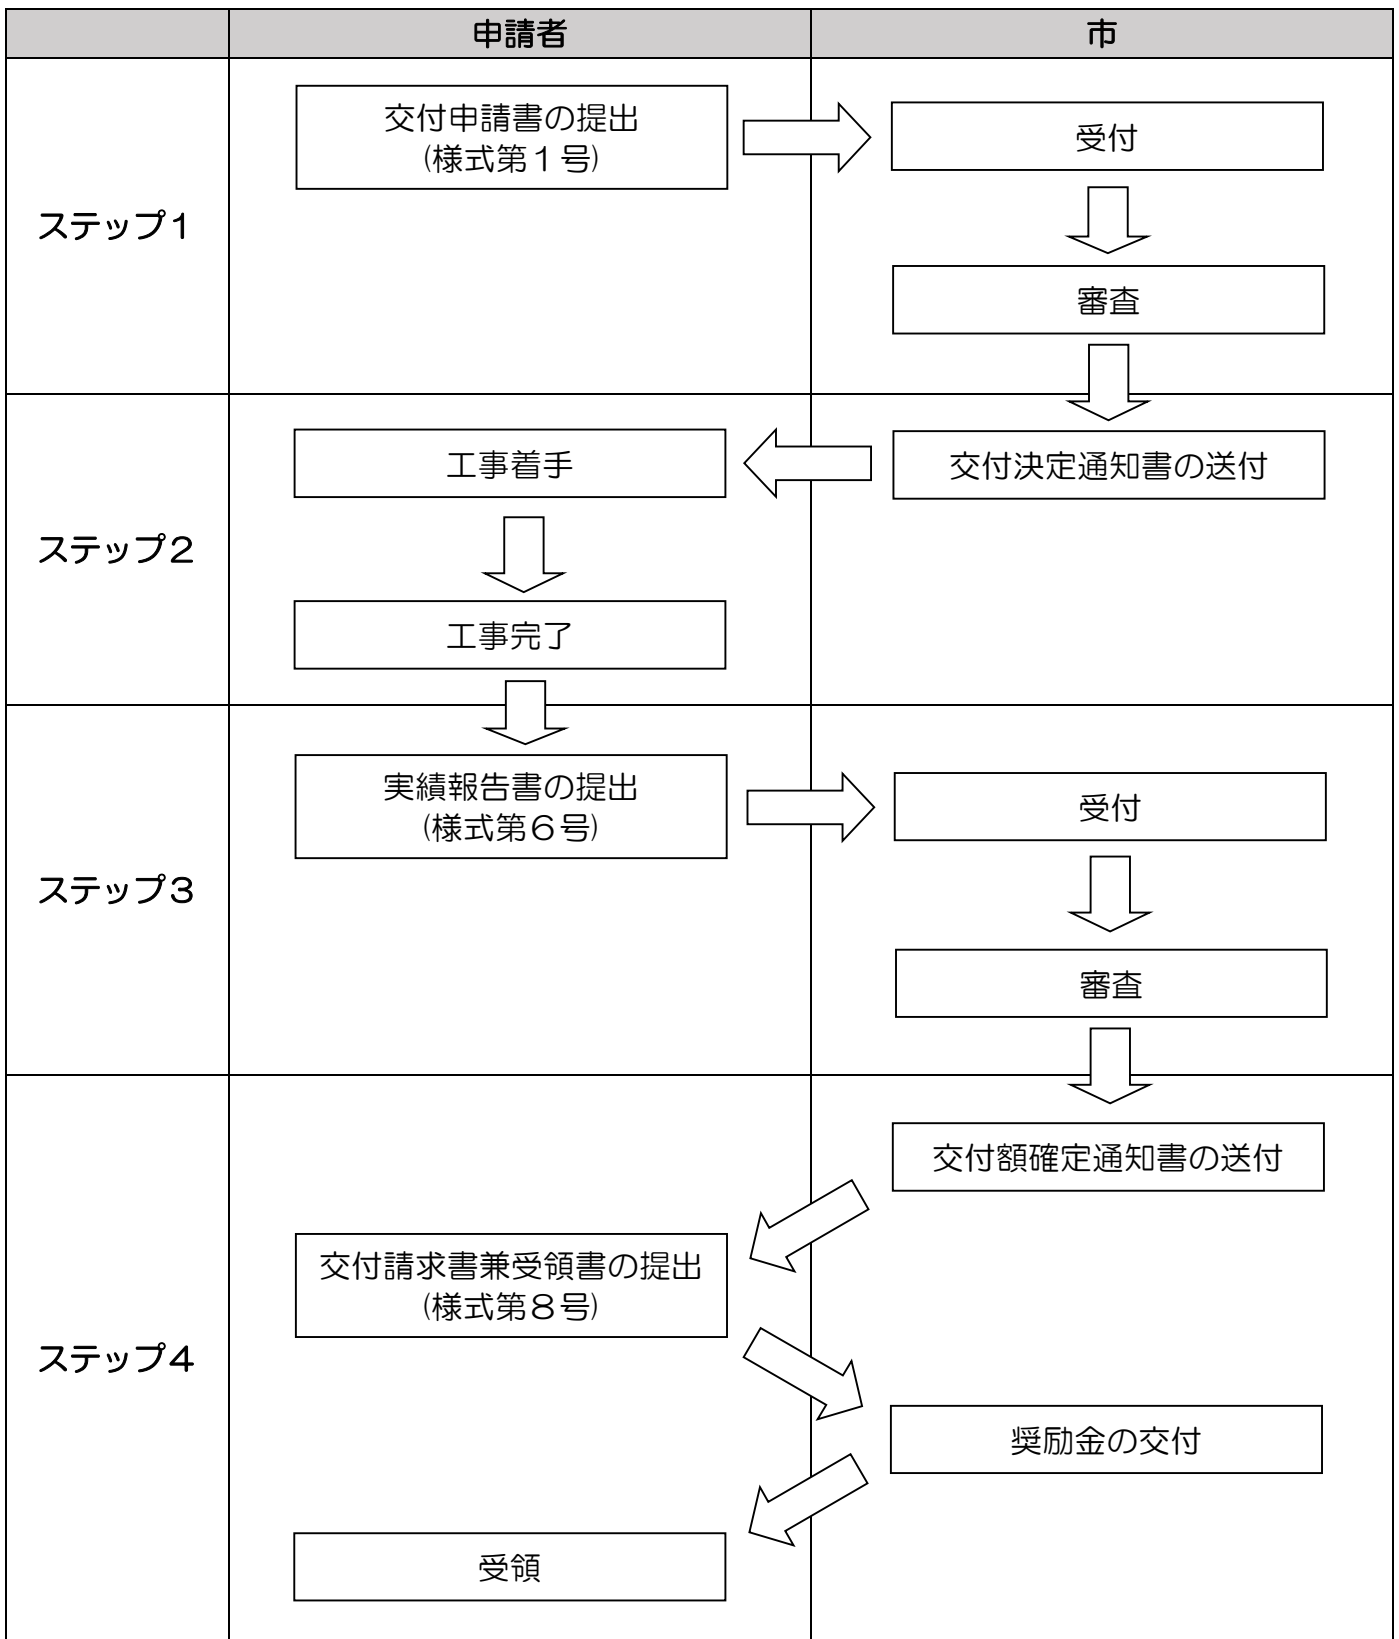 申請者
市
ステップ1
交付申請書の提出
(様式第１号)
受付
審査
ステップ2
交付決定通知書の送付
工事着手
工事完了
ステップ3
実績報告書の提出
(様式第６号)
受付
審査
ステップ4
交付額確定通知書の送付
交付請求書兼受領書の提出
(様式第８号)
奨励金の交付
受領